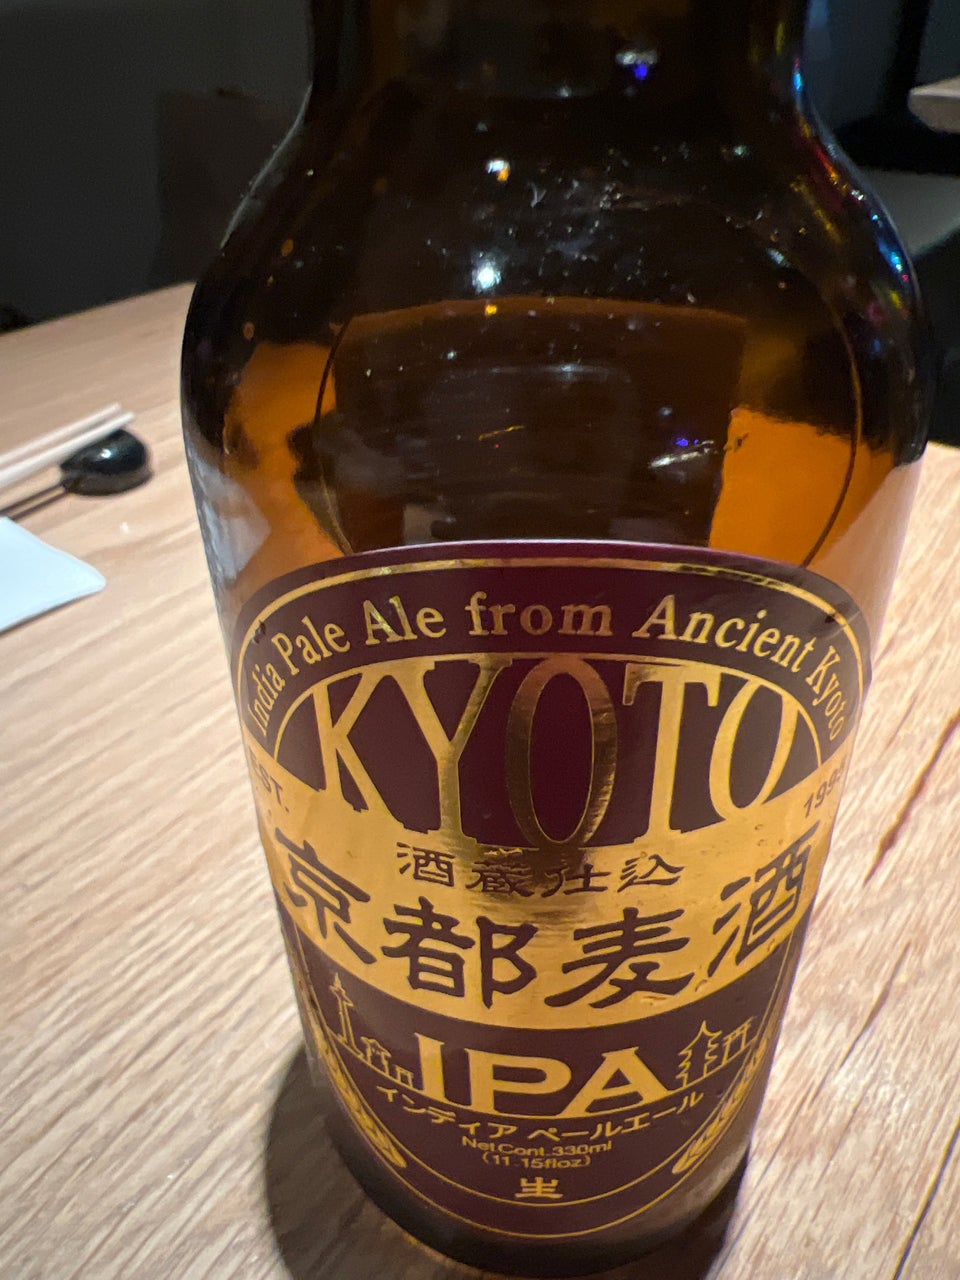 India Pale Ale from Ancient Kyoto
KYOTO
EST. 1995
酒蔵仕込
京都麦酒
IPA
インディア ペールエール
Net Cont. 330ml
(11.15floz)
生